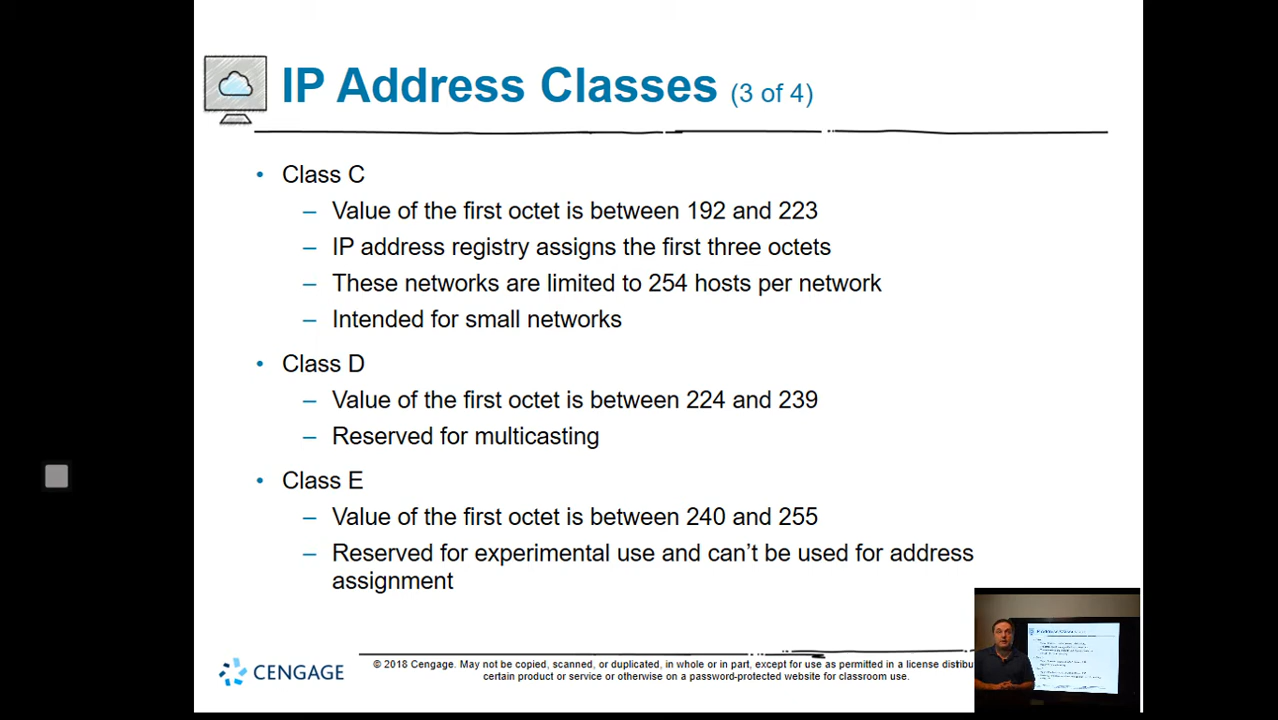 IP Address Classes (3 of 4)
• Class C
– Value of the first octet is between 192 and 223
– IP address registry assigns the first three octets
– These networks are limited to 254 hosts per network
– Intended for small networks
• Class D
– Value of the first octet is between 224 and 239
– Reserved for multicasting
• Class E
– Value of the first octet is between 240 and 255
– Reserved for experimental use and can’t be used for address
assignment
CENGAGE
© 2018 Cengage. May not be copied, scanned, or duplicated, in whole or in part, except for use as permitted in a license distribu
certain product or service or otherwise on a password-protected website for classroom use.
IP Address Classes